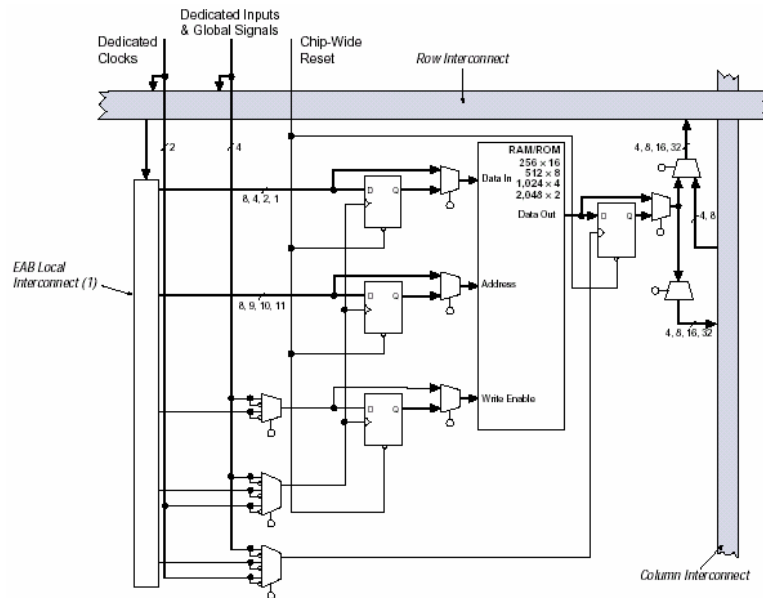 Dedicated Inputs
& Global Signals
Dedicated
Clocks
Chip-Wide
Reset
Row Interconnect
2
4
4, 8, 16, 32
RAM/ROM
256 × 16
512 × 8
1,024 × 4
2,048 × 2
Data In
D
Q
8, 4, 2, 1
Data Out
D
Q
4, 8
EAB Local
Interconnect (1)
D
Q
Address
8, 9, 10, 11
4, 8, 16, 32
D
Q
Write Enable
Column Interconnect